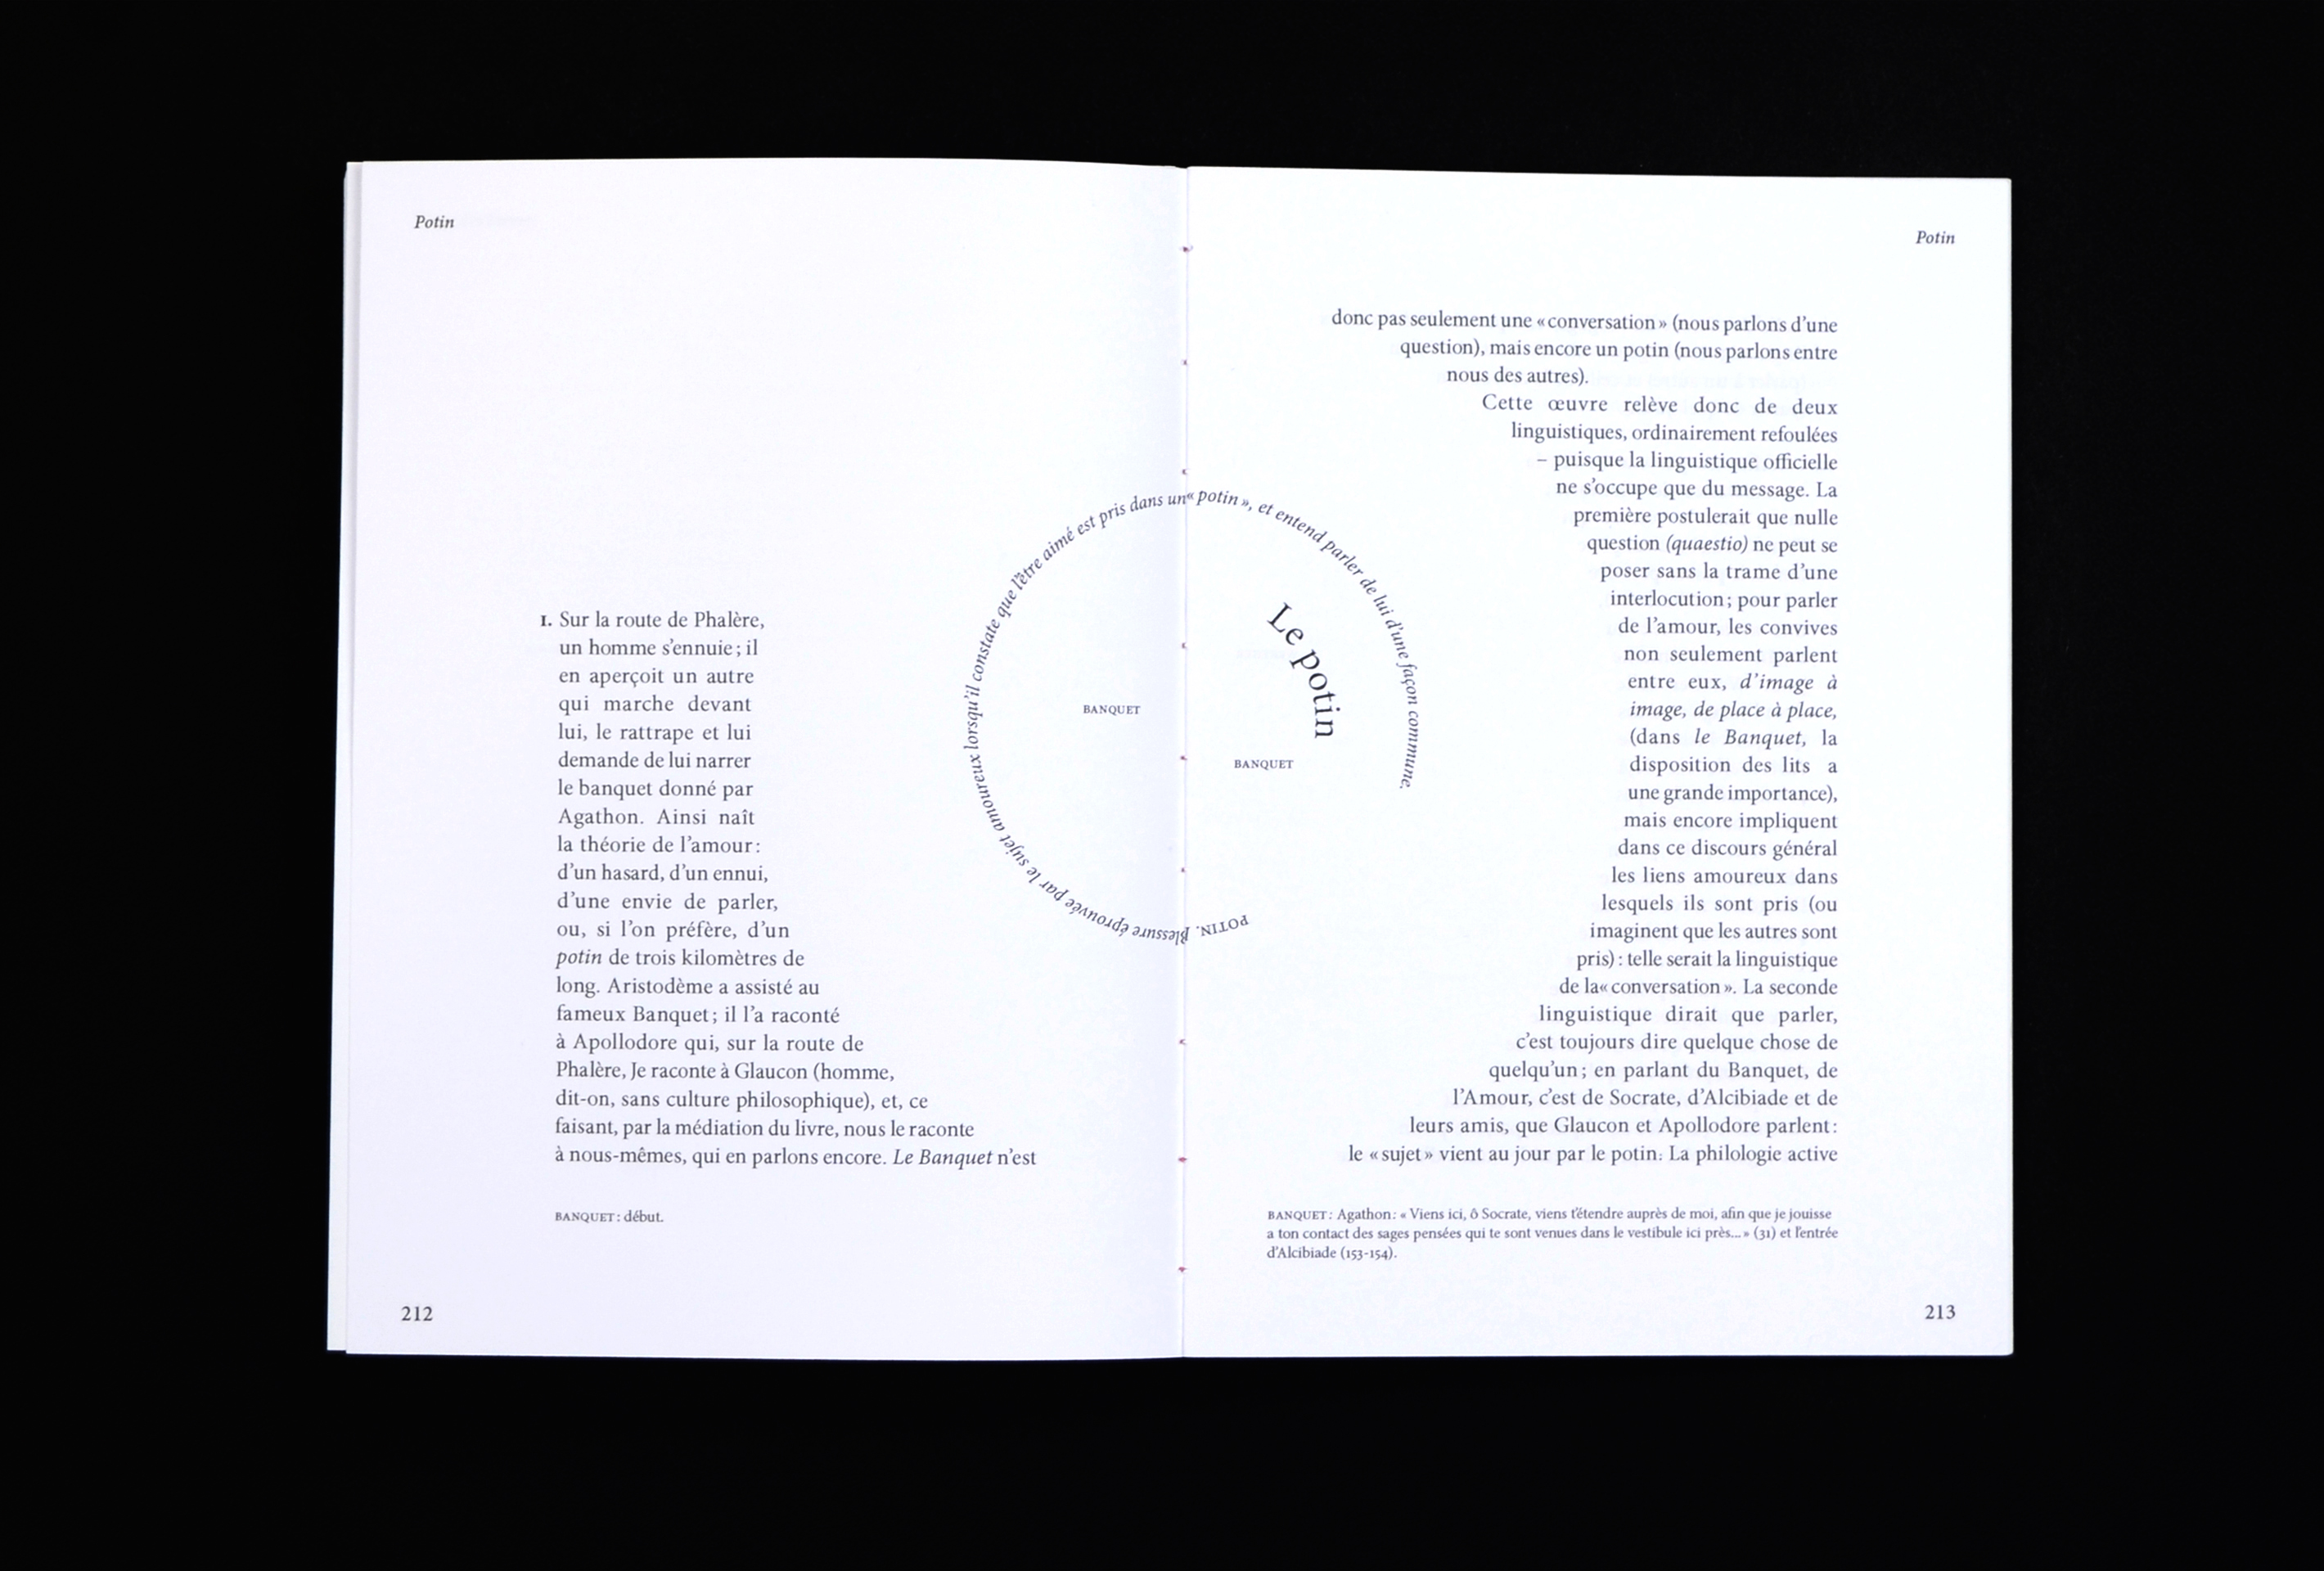 Potin
1. Sur la route de Phalère,
un homme s'ennuie ; il
en aperçoit un autre
qui marche devant
lui, le rattrape et lui
demande de lui narrer
le banquet donné par
Agathon. Ainsi naît
la théorie de l'amour :
d'un hasard, d'un ennui,
d'une envie de parler,
ou, si l'on préfère, d'un
potin de trois kilomètres de
long. Aristodème a assisté au
fameux Banquet ; il l'a raconté
à Apollodore qui, sur la route de
Phalère, Je raconte à Glaucon (homme,
dit-on, sans culture philosophique), et, ce
faisant, par la médiation du livre, nous le raconte
à nous-mêmes, qui en parlons encore. Le Banquet n'est
BANQUET
BANQUET : début.
212
POTIN. Blessure éprouvée par le sujet amoureux lorsqu'il constate que l'être aimé est pris dans un« potin », et entend parler de lui d'une façon commune.
Le potin
BANQUET
Potin
donc pas seulement une « conversation » (nous parlons d'une
question), mais encore un potin (nous parlons entre
nous des autres).
Cette œuvre relève donc de deux
linguistiques, ordinairement refoulées
– puisque la linguistique officielle
ne s'occupe que du message. La
première postulerait que nulle
question (quaestio) ne peut se
poser sans la trame d'une
interlocution ; pour parler
de l'amour, les convives
non seulement parlent
entre eux, d'image à
image, de place à place,
(dans le Banquet, la
disposition des lits a
une grande importance),
mais encore impliquent
dans ce discours général
les liens amoureux dans
lesquels ils sont pris (ou
imaginent que les autres sont
pris) : telle serait la linguistique
de la« conversation ». La seconde
linguistique dirait que parler,
c'est toujours dire quelque chose de
quelqu'un ; en parlant du Banquet, de
l'Amour, c'est de Socrate, d'Alcibiade et de
leurs amis, que Glaucon et Apollodore parlent :
le « sujet » vient au jour par le potin. La philologie active
BANQUET : Agathon : « Viens ici, ô Socrate, viens t'étendre auprès de moi, afin que je jouisse
a ton contact des sages pensées qui te sont venues dans le vestibule ici près... » (31) et l'entrée
d'Alcibiade (153-154).
213